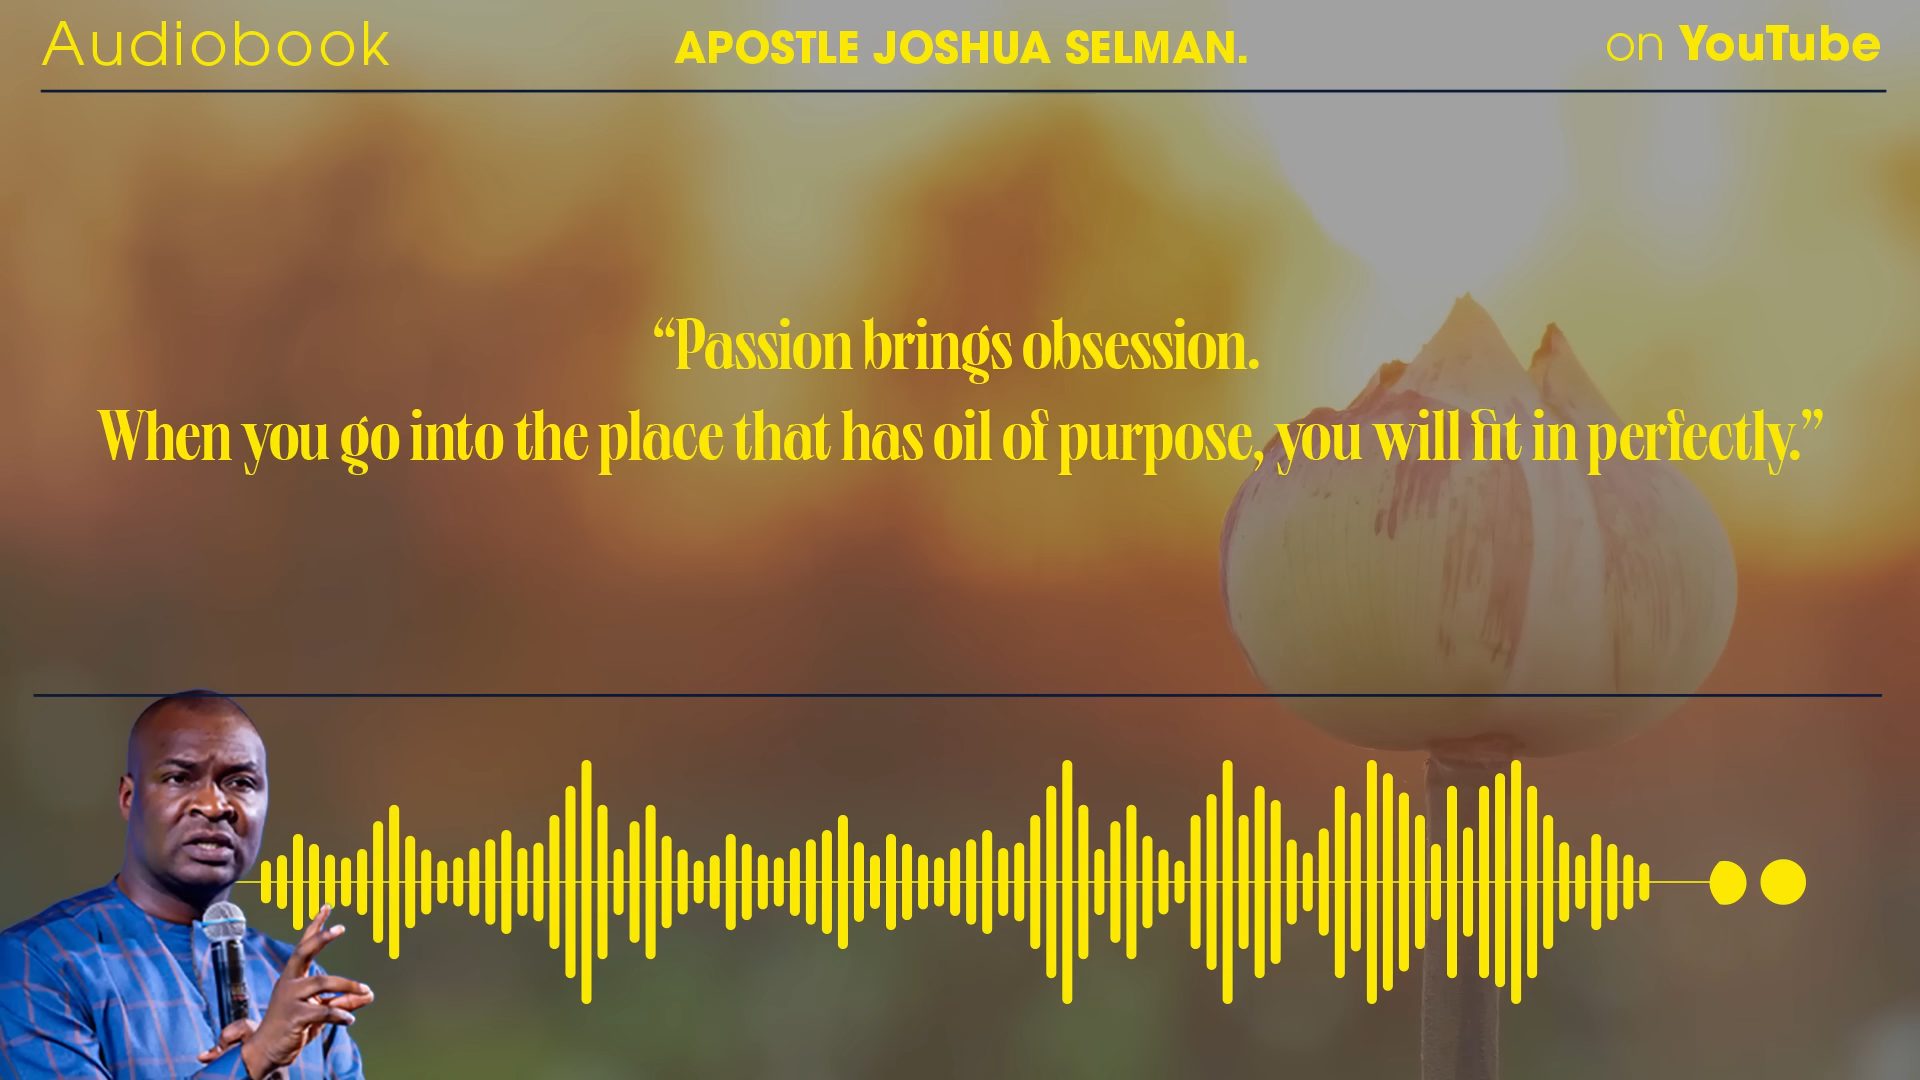 Audiobook
APOSTLE JOSHUA SELMAN.
on YouTube
“Passion brings obsession.
When you go into the place that has oil of purpose, you will fit in perfectly.”